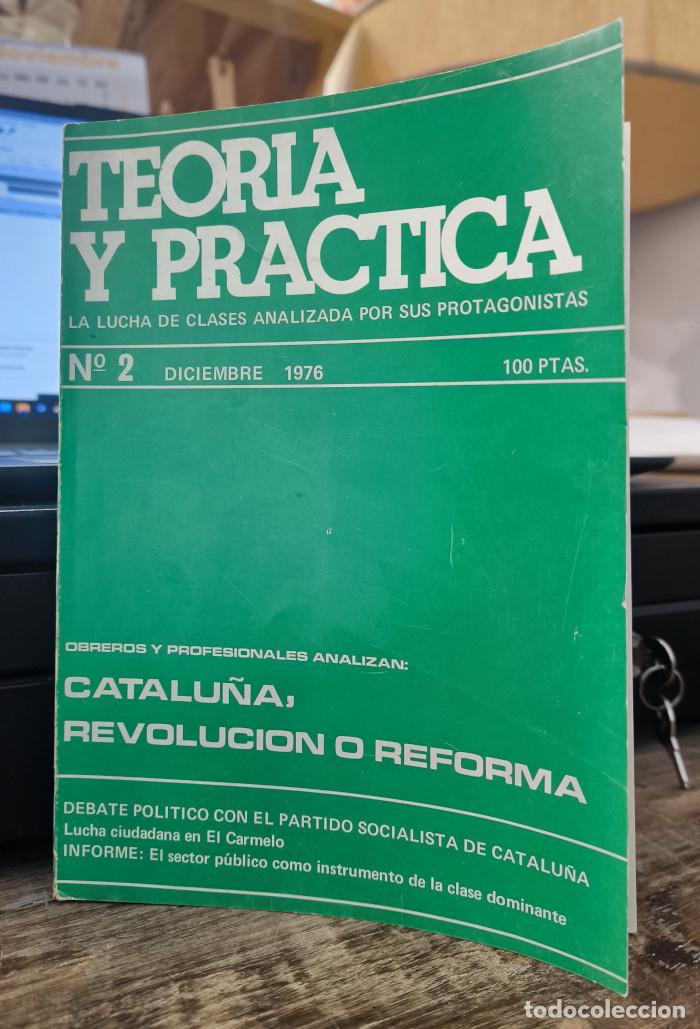 noviembre
TEORIA
Y PRACTICA
LA LUCHA DE CLASES ANALIZADA POR SUS PROTAGONISTAS
Nº 2 DICIEMBRE 1976 100 PTAS.
OBREROS Y PROFESIONALES ANALIZAN:
CATALUÑA,
REVOLUCION O REFORMA
DEBATE POLITICO CON EL PARTIDO SOCIALISTA DE CATALUÑA
Lucha ciudadana en El Carmelo
INFORME: El sector público como instrumento de la clase dominante
todocoleccion